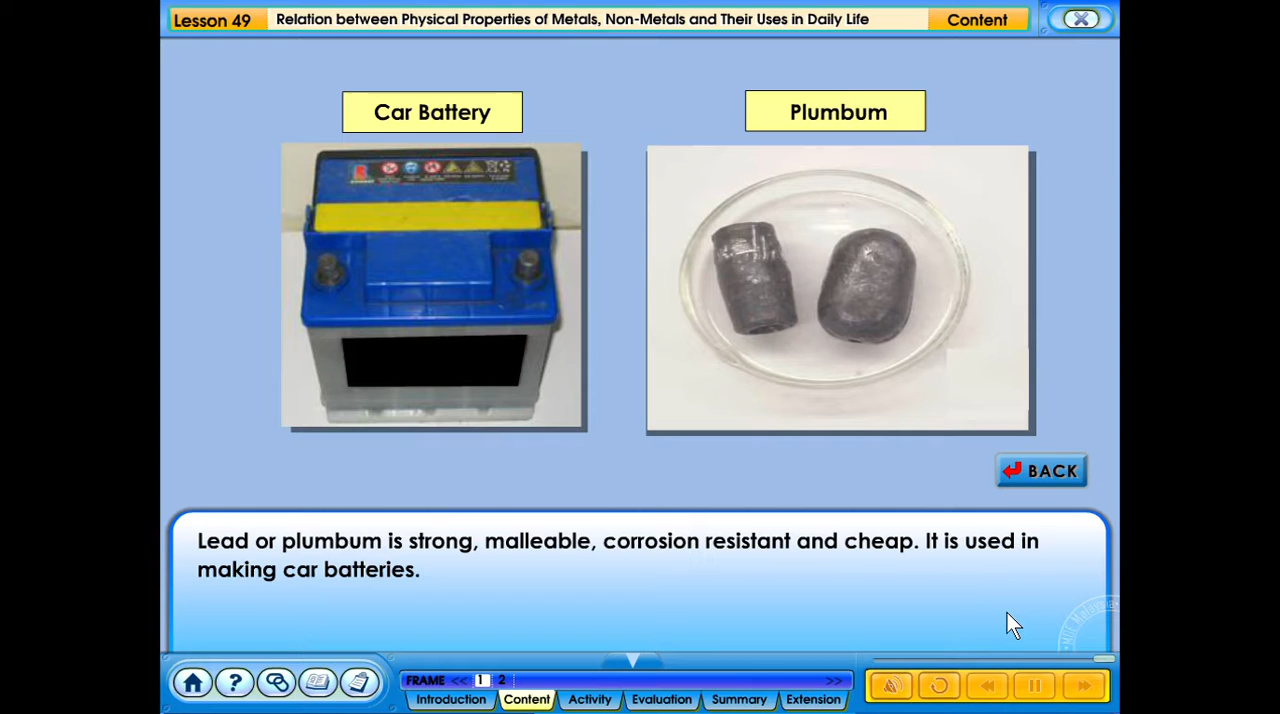 Lesson 49
Relation between Physical Properties of Metals, Non-Metals and Their Uses in Daily Life
Content
Car Battery
Plumbum
BACK
Lead or plumbum is strong, malleable, corrosion resistant and cheap. It is used in
making car batteries.
FRAME << 1 2 >>
Introduction
Content
Activity
Evaluation
Summary
Extension